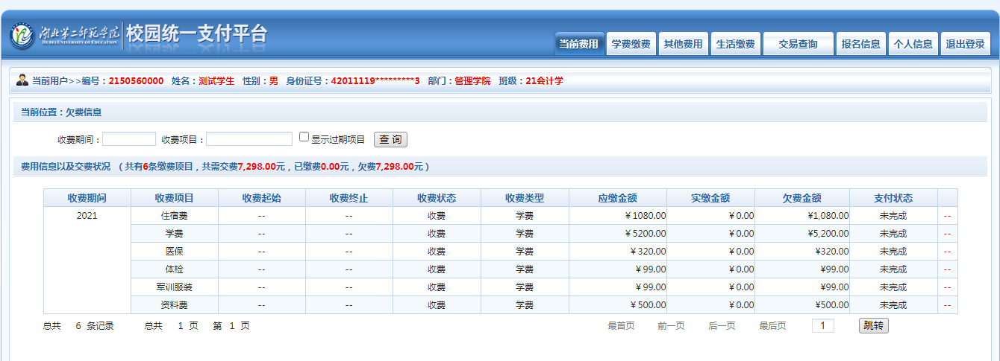 湖北第二师范学院 校园统一支付平台
HUBEI UNIVERSITY OF EDUCATION
当前费用 学费缴费 其他费用 生活缴费 交易查询 报名信息 个人信息 退出登录
当前用户>>编号：2150560000 姓名：测试学生 性别：男 身份证号：42011119*********3 部门：管理学院 班级：21会计学
当前位置：欠费信息
收费期间： 收费项目： 显示过期项目 查 询
费用信息以及交费状况 （共有6条缴费项目，共需交费7,298.00元，已缴费0.00元，欠费7,298.00元）
收费期间 收费项目 收费起始 收费终止 收费状态 收费类型 应缴金额 实缴金额 欠费金额 支付状态
2021 住宿费 -- -- 收费 学费 ￥1080.00 ￥0.00 ¥1,080.00 未完成 --
学费 -- -- 收费 学费 ￥5200.00 ￥0.00 ¥5,200.00 未完成 --
医保 -- -- 收费 学费 ￥320.00 ￥0.00 ¥320.00 未完成 --
体检 -- -- 收费 学费 ￥99.00 ￥0.00 ¥99.00 未完成 --
军训服装 -- -- 收费 学费 ￥99.00 ￥0.00 ¥99.00 未完成 --
资料费 -- -- 收费 学费 ￥500.00 ￥0.00 ¥500.00 未完成 --
总共 6 条记录 总共 1 页 第 1 页 最首页 前一页 后一页 最后页 1 跳转